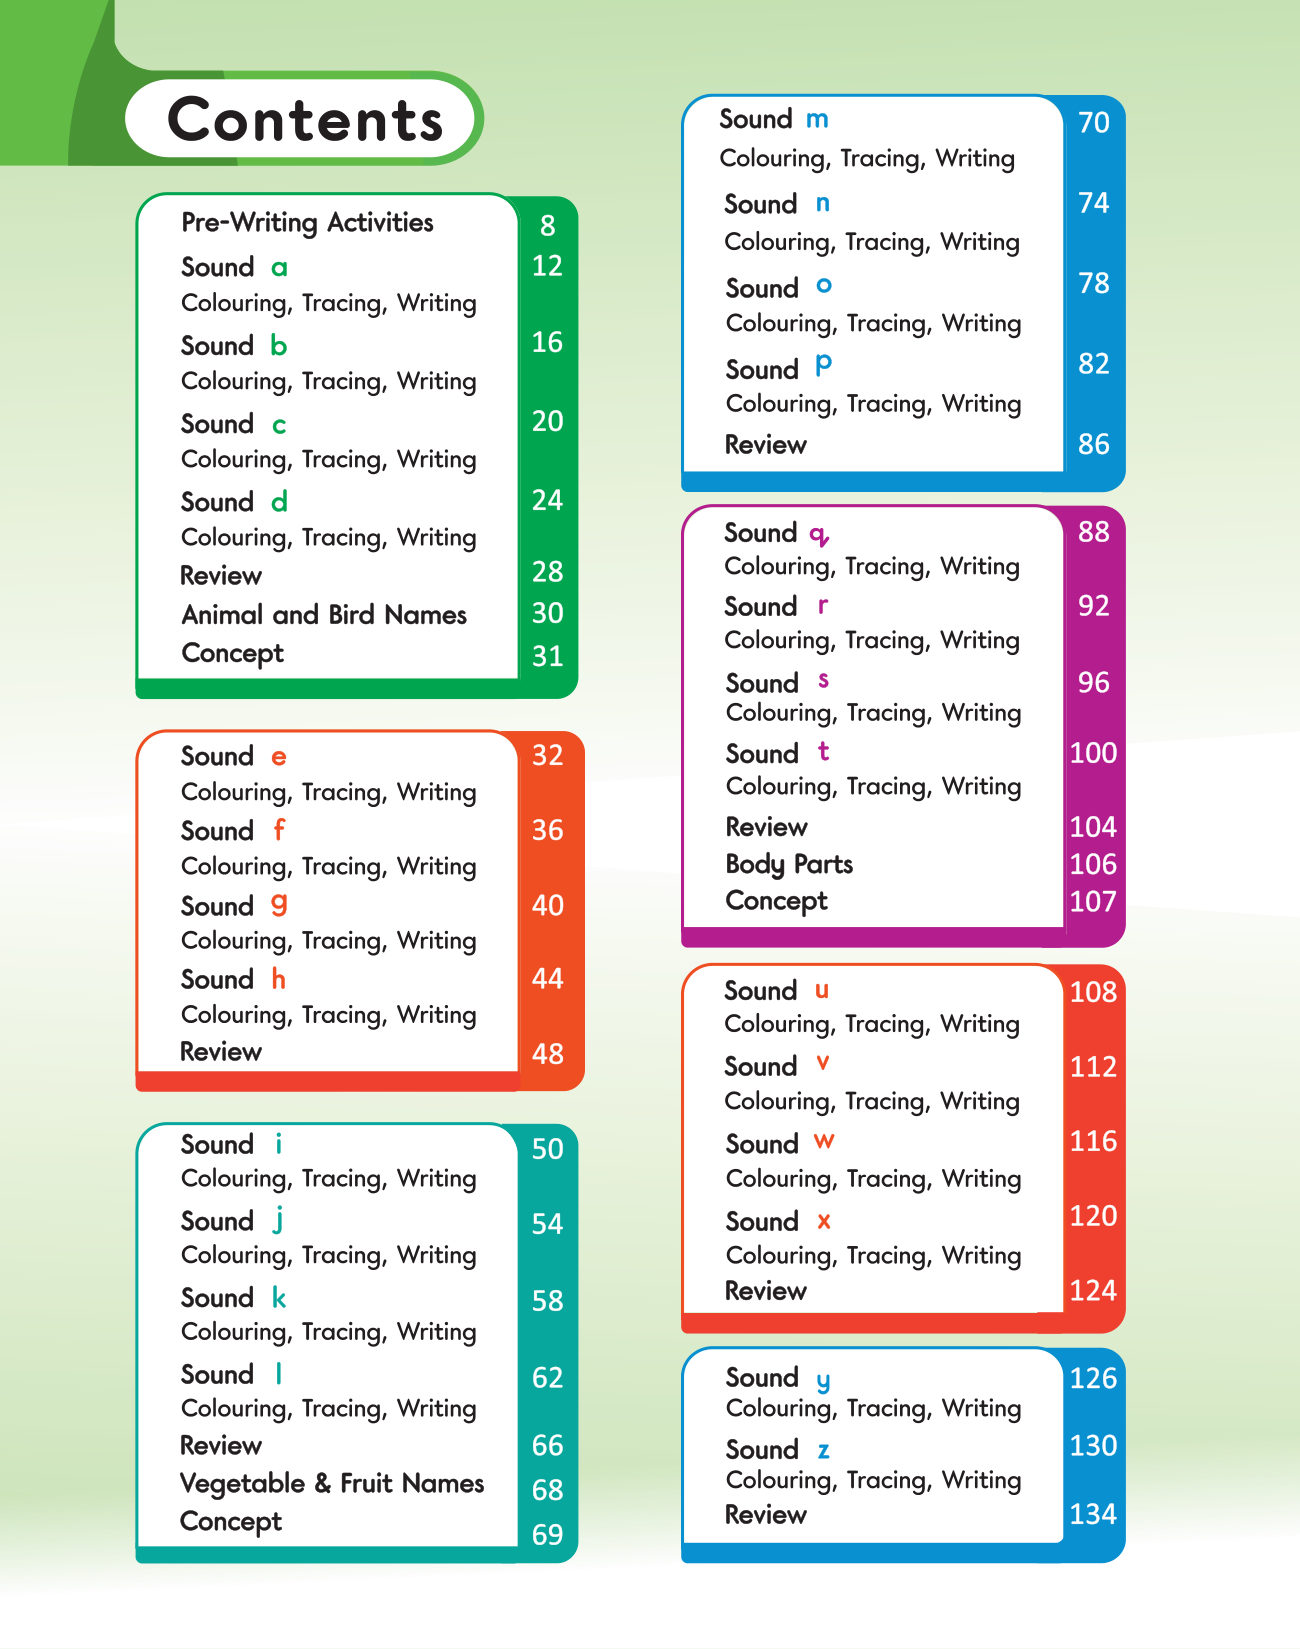 Contents
Pre-Writing Activities 8
Sound a 12
Colouring, Tracing, Writing
Sound b 16
Colouring, Tracing, Writing
Sound c 20
Colouring, Tracing, Writing
Sound d 24
Colouring, Tracing, Writing
Review 28
Animal and Bird Names 30
Concept 31
Sound e 32
Colouring, Tracing, Writing
Sound f 36
Colouring, Tracing, Writing
Sound g 40
Colouring, Tracing, Writing
Sound h 44
Colouring, Tracing, Writing
Review 48
Sound i 50
Colouring, Tracing, Writing
Sound j 54
Colouring, Tracing, Writing
Sound k 58
Colouring, Tracing, Writing
Sound l 62
Colouring, Tracing, Writing
Review 66
Vegetable & Fruit Names 68
Concept 69
Sound m 70
Colouring, Tracing, Writing
Sound n 74
Colouring, Tracing, Writing
Sound o 78
Colouring, Tracing, Writing
Sound p 82
Colouring, Tracing, Writing
Review 86
Sound q 88
Colouring, Tracing, Writing
Sound r 92
Colouring, Tracing, Writing
Sound s 96
Colouring, Tracing, Writing
Sound t 100
Colouring, Tracing, Writing
Review 104
Body Parts 106
Concept 107
Sound u 108
Colouring, Tracing, Writing
Sound v 112
Colouring, Tracing, Writing
Sound w 116
Colouring, Tracing, Writing
Sound x 120
Colouring, Tracing, Writing
Review 124
Sound y 126
Colouring, Tracing, Writing
Sound z 130
Colouring, Tracing, Writing
Review 134